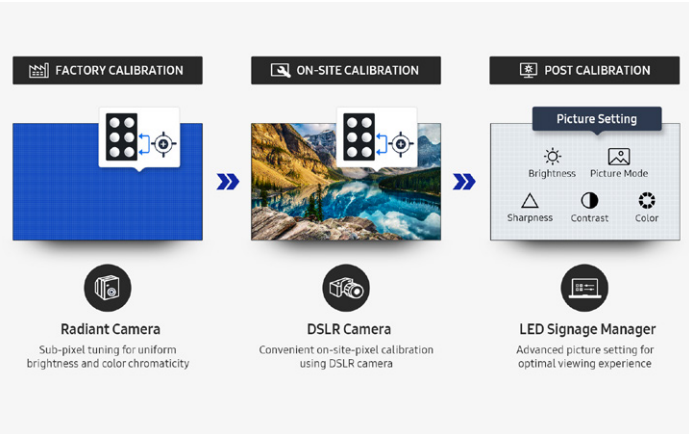 FACTORY CALIBRATION
ON-SITE CALIBRATION
POST CALIBRATION
Picture Setting
Brightness
Picture Mode
Sharpness
Contrast
Color
Radiant Camera
Sub-pixel tuning for uniform
brightness and color chromaticity
DSLR Camera
Convenient on-site-pixel calibration
using DSLR camera
LED Signage Manager
Advanced picture setting for
optimal viewing experience